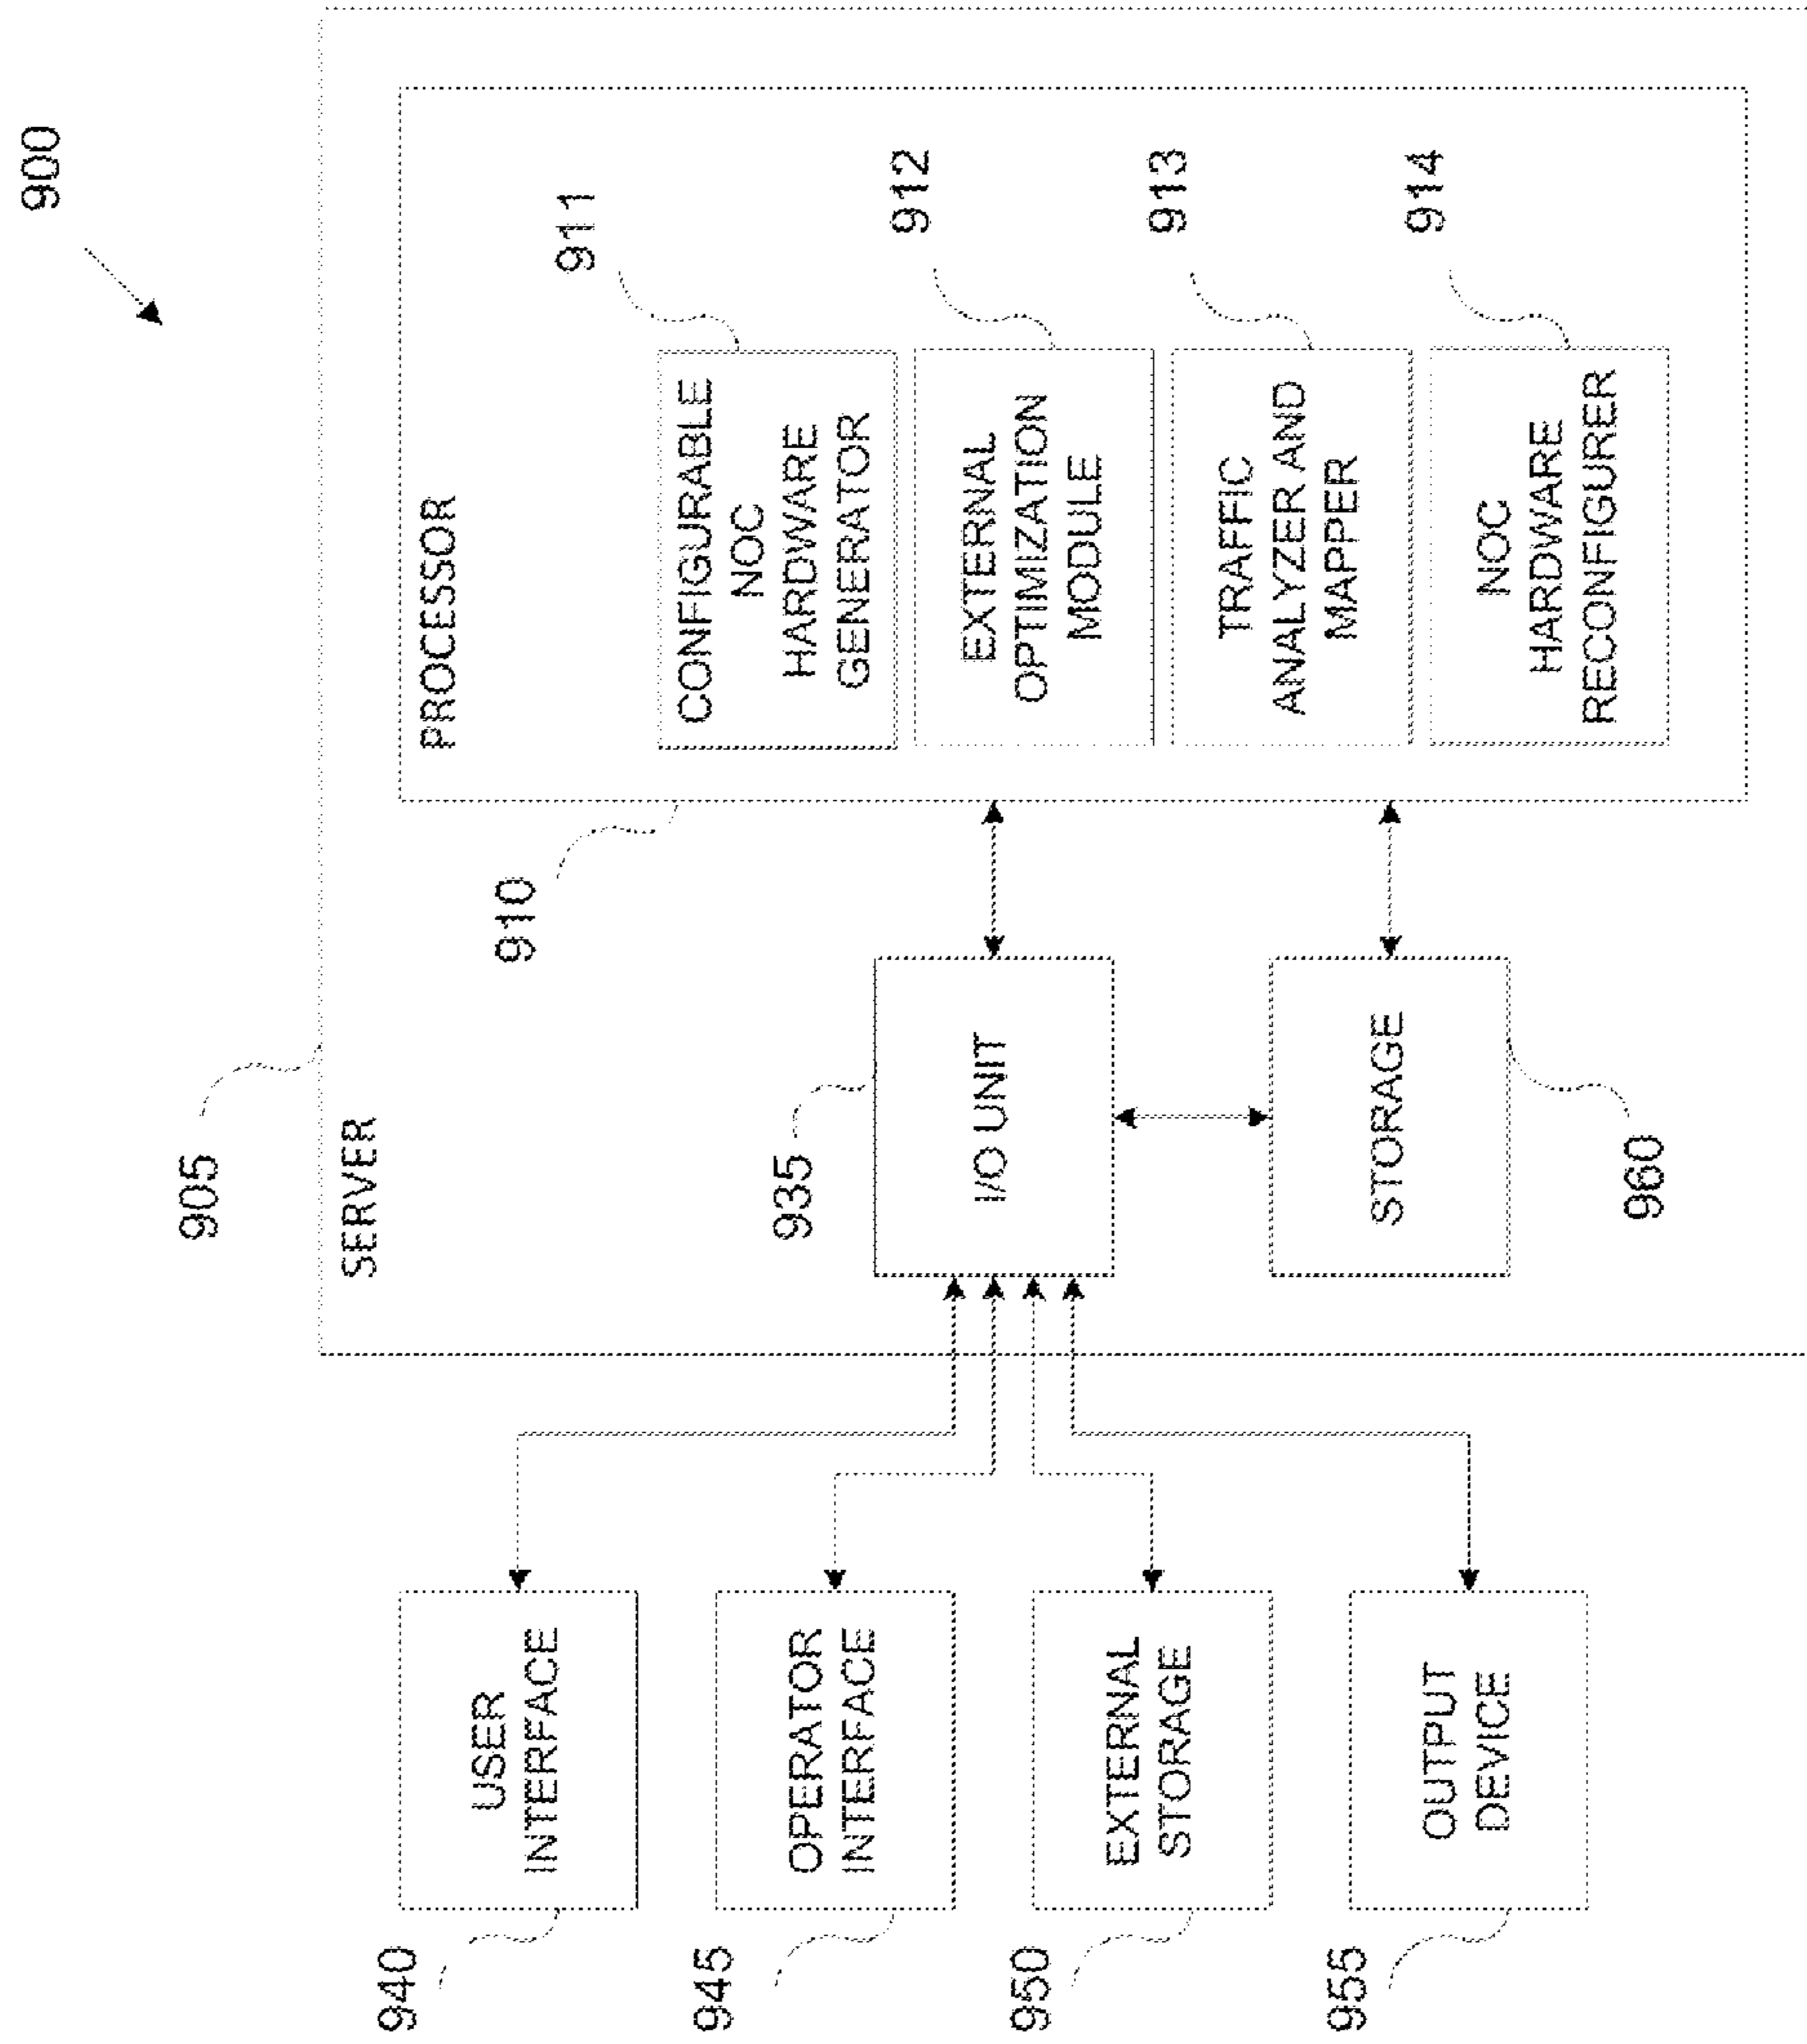 900
905
SERVER
910
PROCESSOR
CONFIGURABLE
NOC
HARDWARE
GENERATOR
911
EXTERNAL
OPTIMIZATION
MODULE
912
TRAFFIC
ANALYZER AND
MAPPER
913
NOC
HARDWARE
RECONFIGURER
914
935
I/O UNIT
STORAGE
960
940
USER
INTERFACE
945
OPERATOR
INTERFACE
950
EXTERNAL
STORAGE
955
OUTPUT
DEVICE